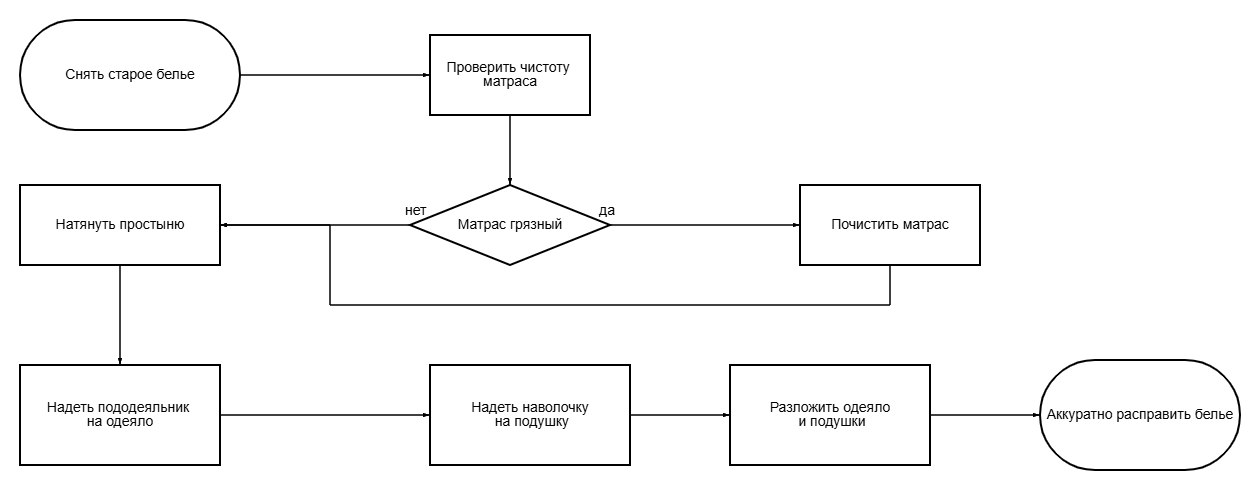 Снять старое белье
Проверить чистоту
матраса
Натянуть простыню
нет
Матрас грязный
да
Почистить матрас
Надеть пододеяльник
на одеяло
Надеть наволочку
на подушку
Разложить одеяло
и подушки
Аккуратно расправить белье